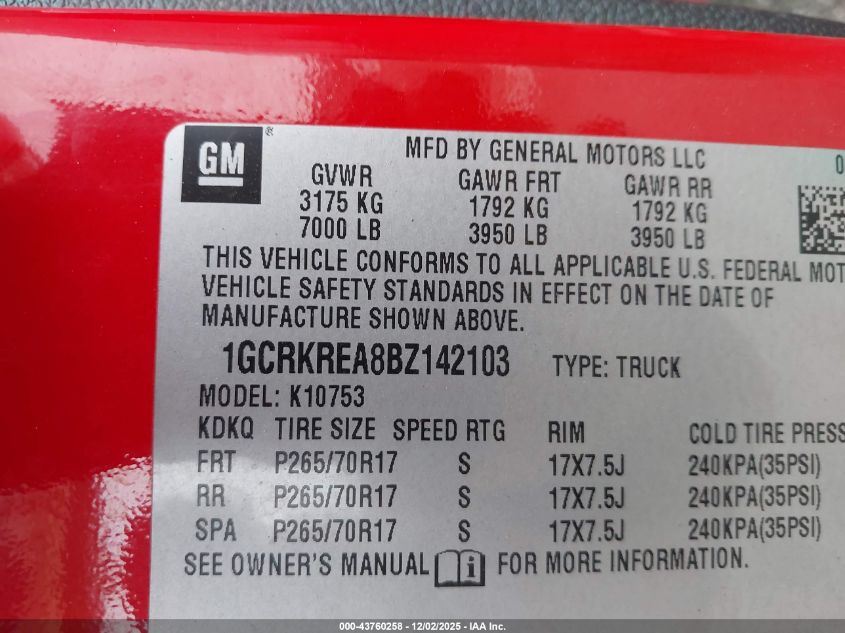 GM ®
MFD BY GENERAL MOTORS LLC
GVWR GAWR FRT GAWR RR
3175 KG 1792 KG 1792 KG
7000 LB 3950 LB 3950 LB
THIS VEHICLE CONFORMS TO ALL APPLICABLE U.S. FEDERAL MOT
VEHICLE SAFETY STANDARDS IN EFFECT ON THE DATE OF
MANUFACTURE SHOWN ABOVE.
1GCRKREA8BZ142103 TYPE: TRUCK
MODEL: K10753
KDKQ TIRE SIZE SPEED RTG RIM COLD TIRE PRESS
FRT P265/70R17 S 17X7.5J 240KPA(35PSI)
RR P265/70R17 S 17X7.5J 240KPA(35PSI)
SPA P265/70R17 S 17X7.5J 240KPA(35PSI)
SEE OWNER'S MANUAL i FOR MORE INFORMATION.
000-43760258 - 12/02/2025 - IAA Inc.